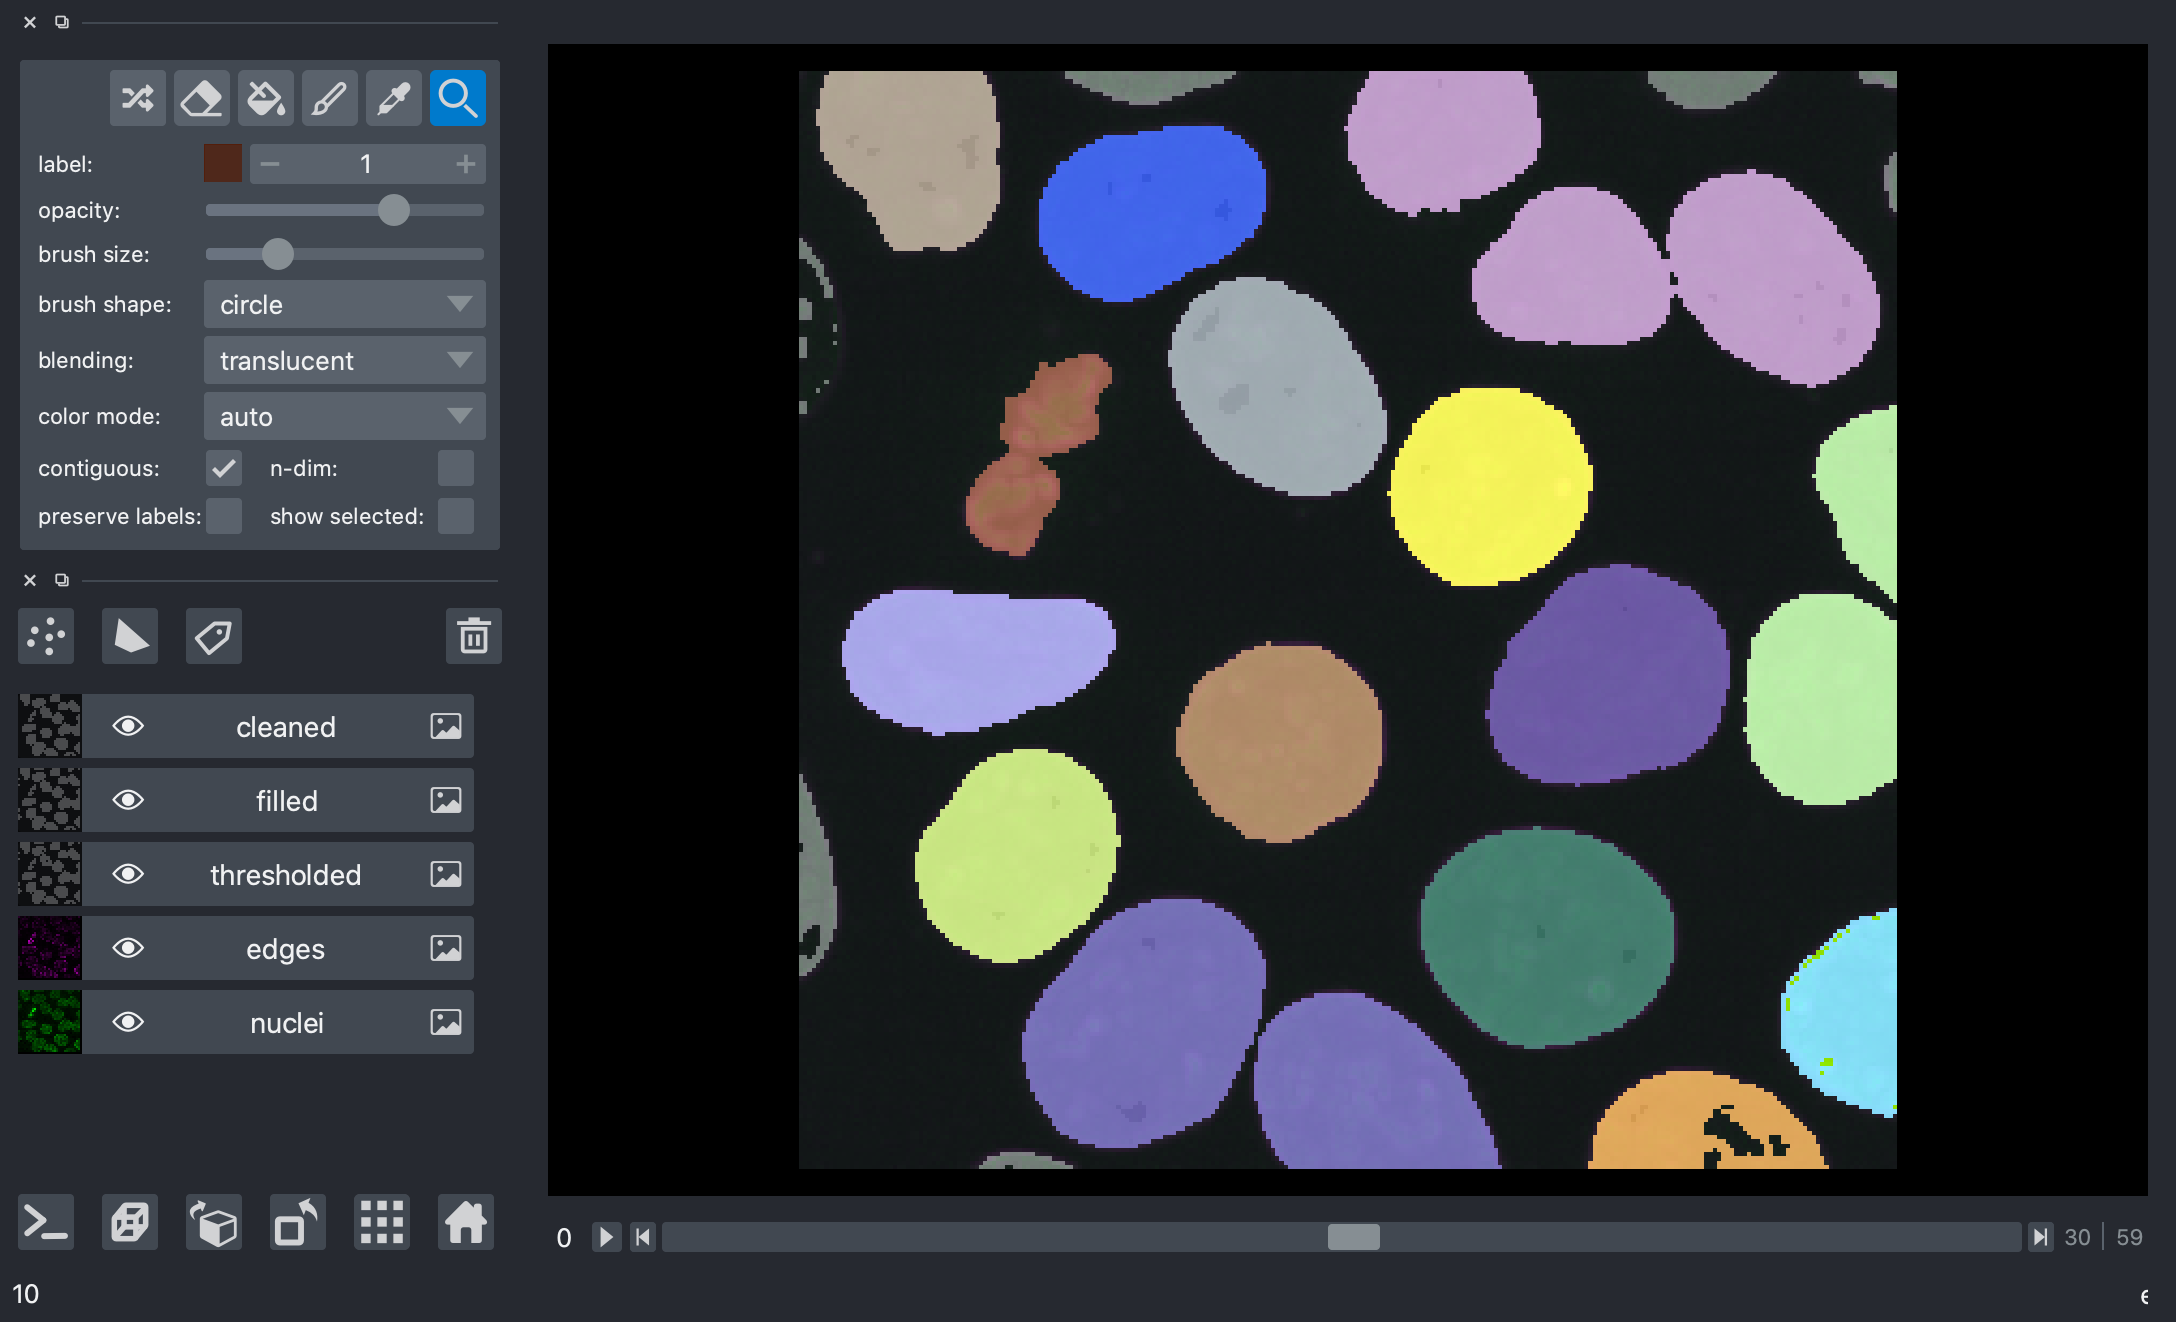 label: 1
opacity:
brush size:
brush shape: circle
blending: translucent
color mode: auto
contiguous: n-dim:
preserve labels: show selected:
cleaned
filled
thresholded
edges
nuclei
0 30 59
10